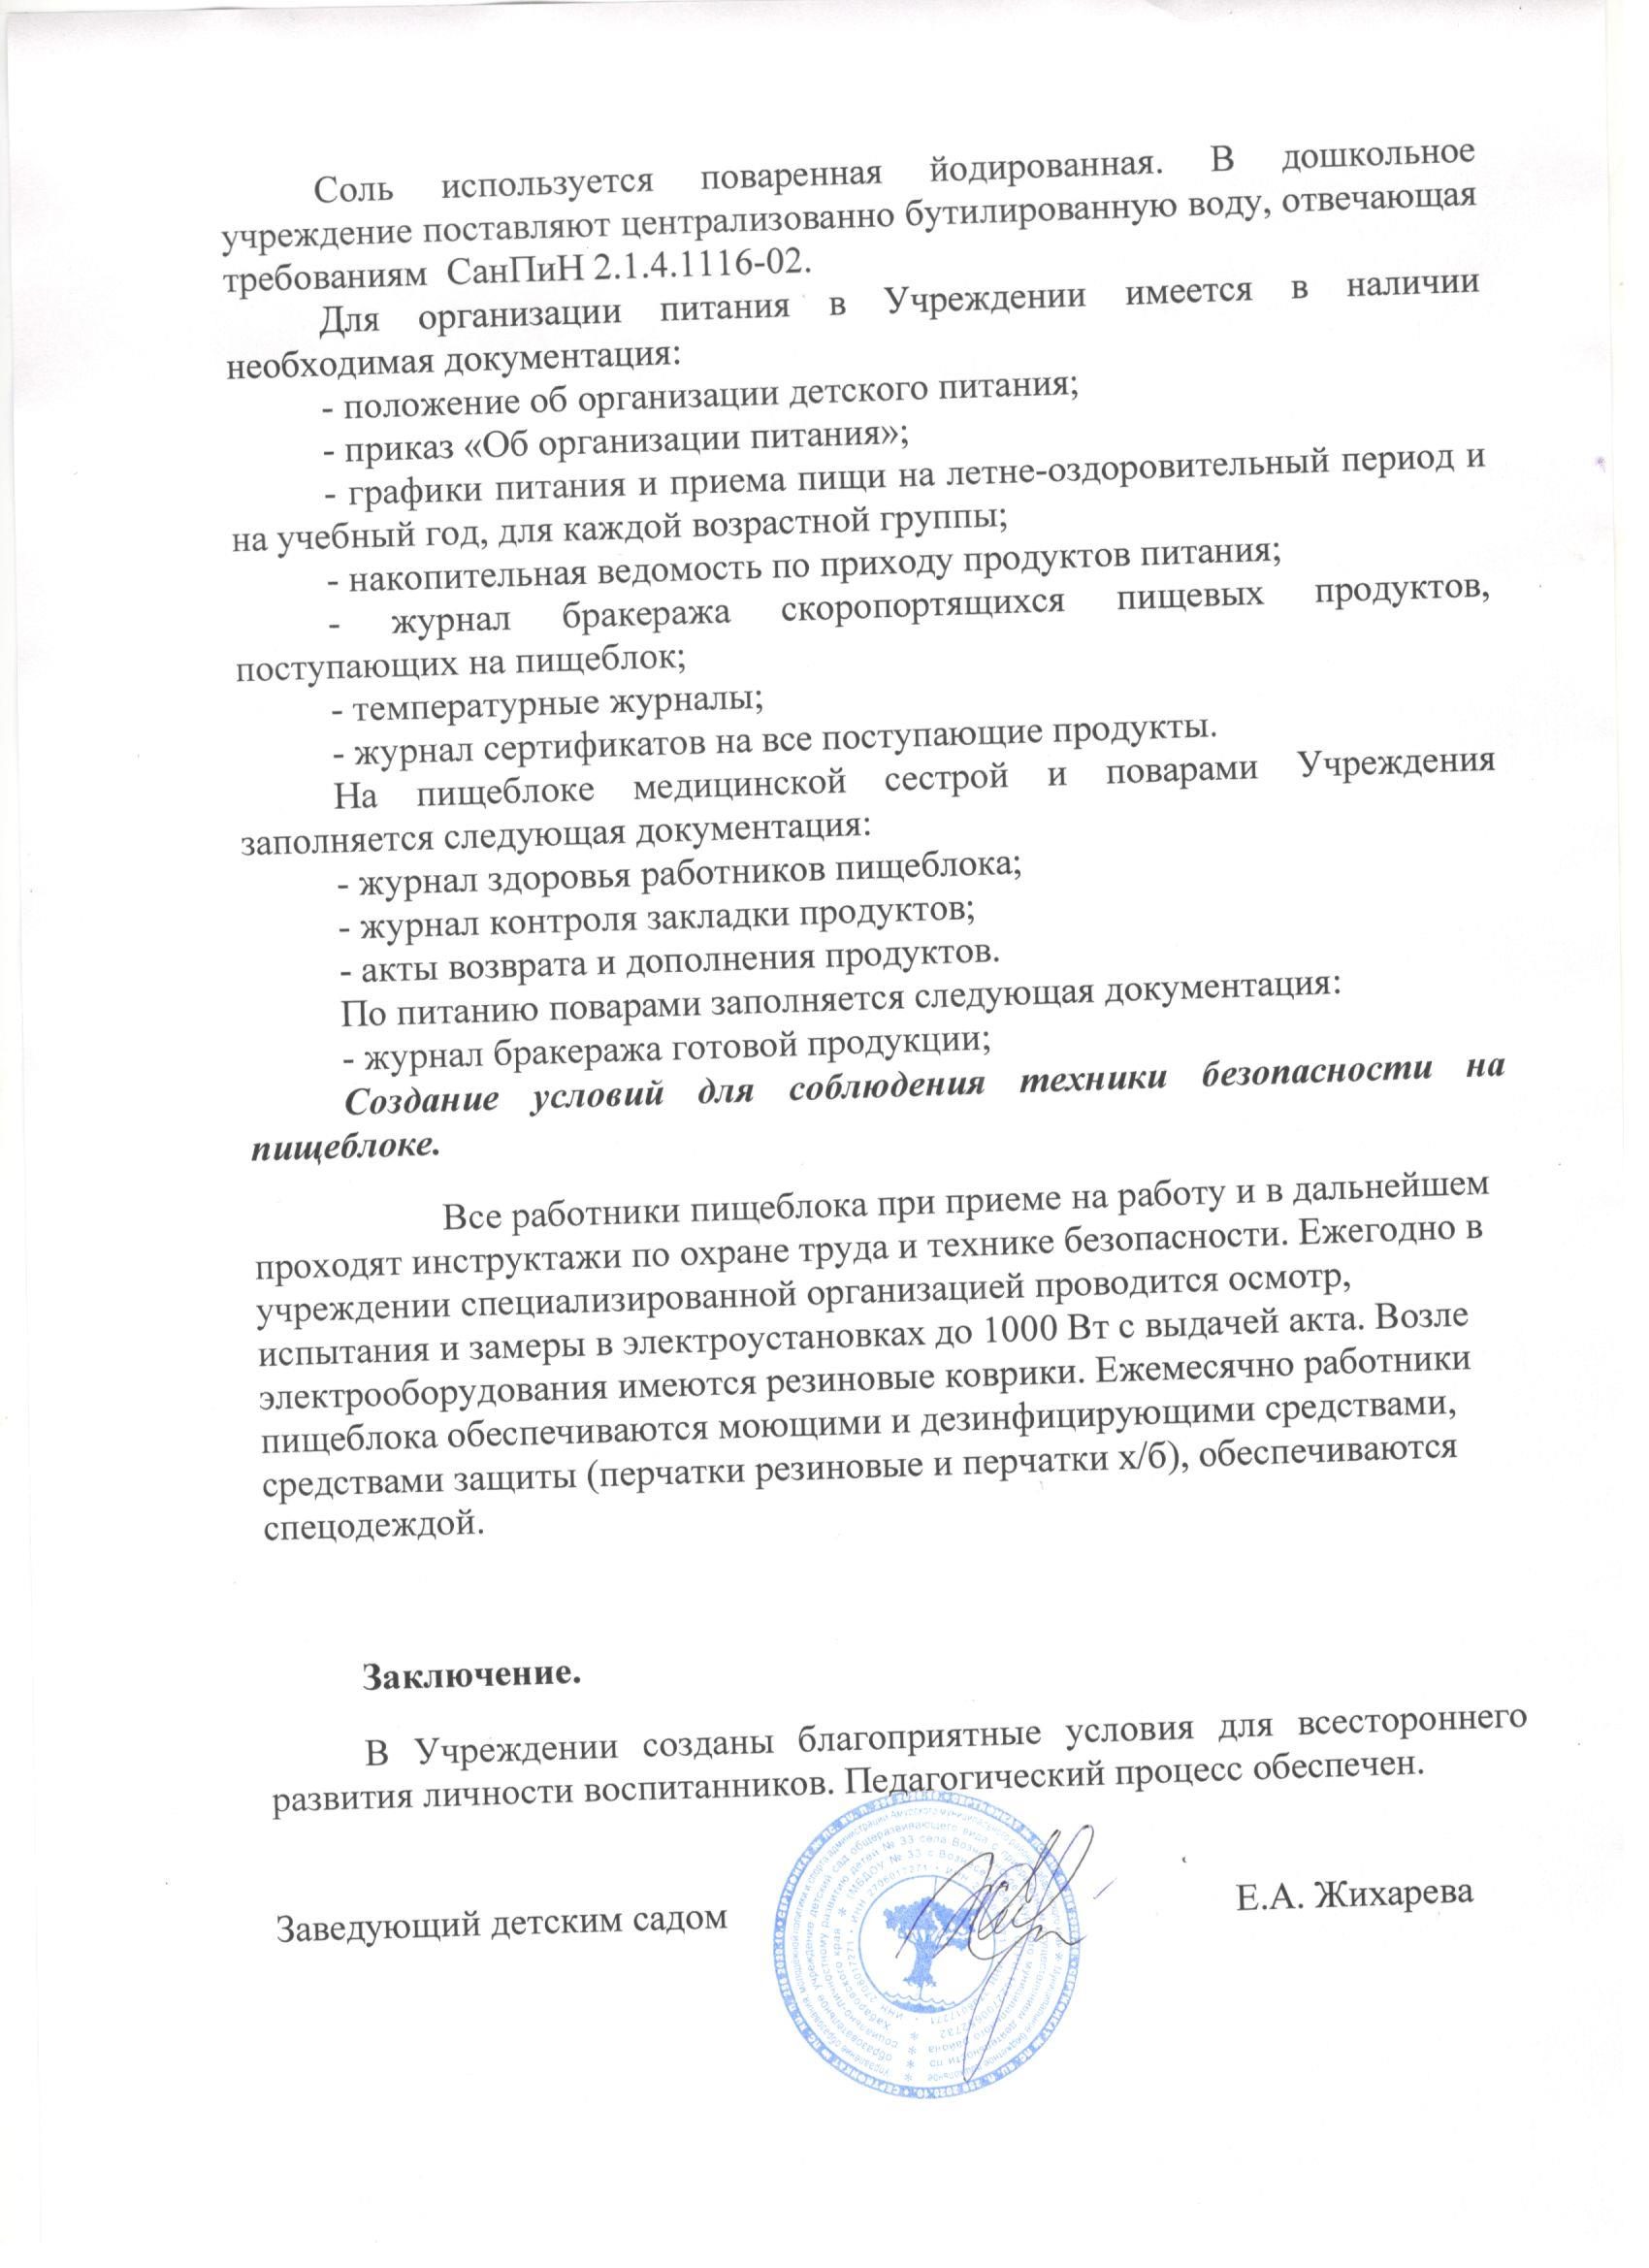 Соль используется поваренная йодированная. В дошкольное
учреждение поставляют централизованно бутилированную воду, отвечающая
требованиям СанПиН 2.1.4.1116-02.
Для организации питания в Учреждении имеется в наличии
необходимая документация:
- положение об организации детского питания;
- приказ «Об организации питания»;
- графики питания и приема пищи на летне-оздоровительный период и
на учебный год, для каждой возрастной группы;
- накопительная ведомость по приходу продуктов питания;
- журнал бракеража скоропортящихся пищевых продуктов,
поступающих на пищеблок;
- температурные журналы;
- журнал сертификатов на все поступающие продукты.
На пищеблоке медицинской сестрой и поварами Учреждения
заполняется следующая документация:
- журнал здоровья работников пищеблока;
- журнал контроля закладки продуктов;
- акты возврата и дополнения продуктов.
По питанию поварами заполняется следующая документация:
- журнал бракеража готовой продукции;
Создание условий для соблюдения техники безопасности на
пищеблоке.
Все работники пищеблока при приеме на работу и в дальнейшем
проходят инструктажи по охране труда и технике безопасности. Ежегодно в
учреждении специализированной организацией проводится осмотр,
испытания и замеры в электроустановках до 1000 Вт с выдачей акта. Возле
электрооборудования имеются резиновые коврики. Ежемесячно работники
пищеблока обеспечиваются моющими и дезинфицирующими средствами,
средствами защиты (перчатки резиновые и перчатки х/б), обеспечиваются
спецодеждой.
Заключение.
В Учреждении созданы благоприятные условия для всестороннего
развития личности воспитанников. Педагогический процесс обеспечен.
Заведующий детским садом
Е.А. Жихарева